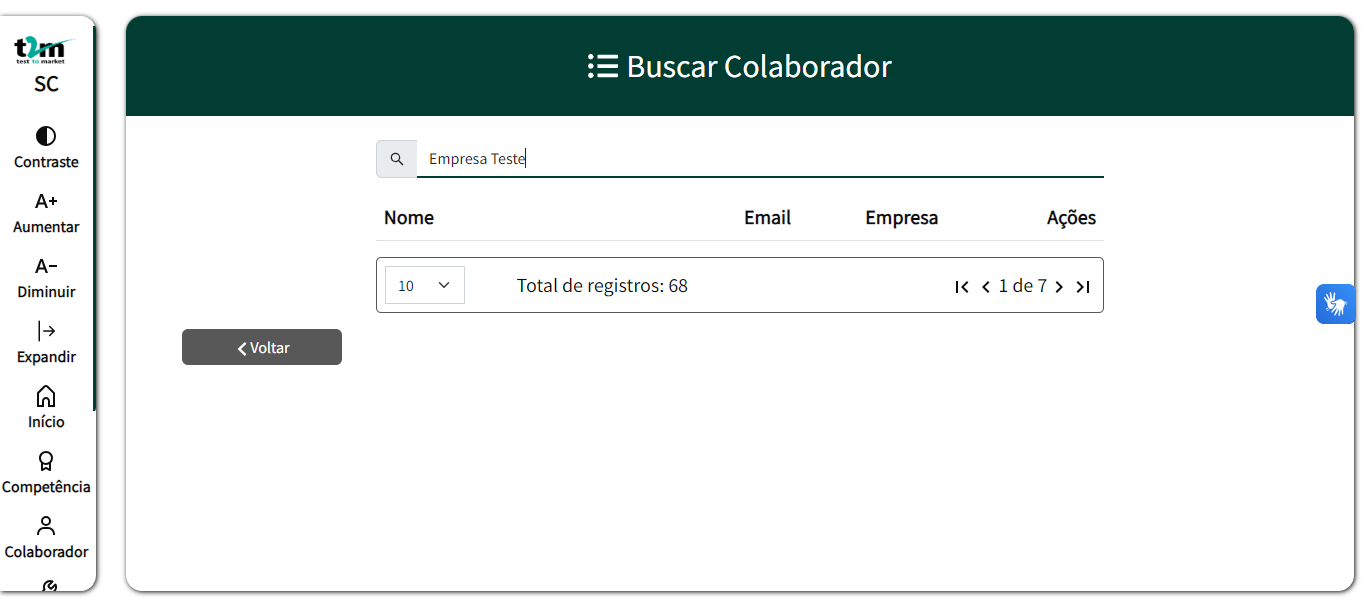 t2m
test to market
SC
Contraste
A+
Aumentar
A−
Diminuir
Expandir
Início
Competência
Colaborador
Buscar Colaborador
Empresa Teste
Nome Email Empresa Ações
10 Total de registros: 68 1 de 7
Voltar